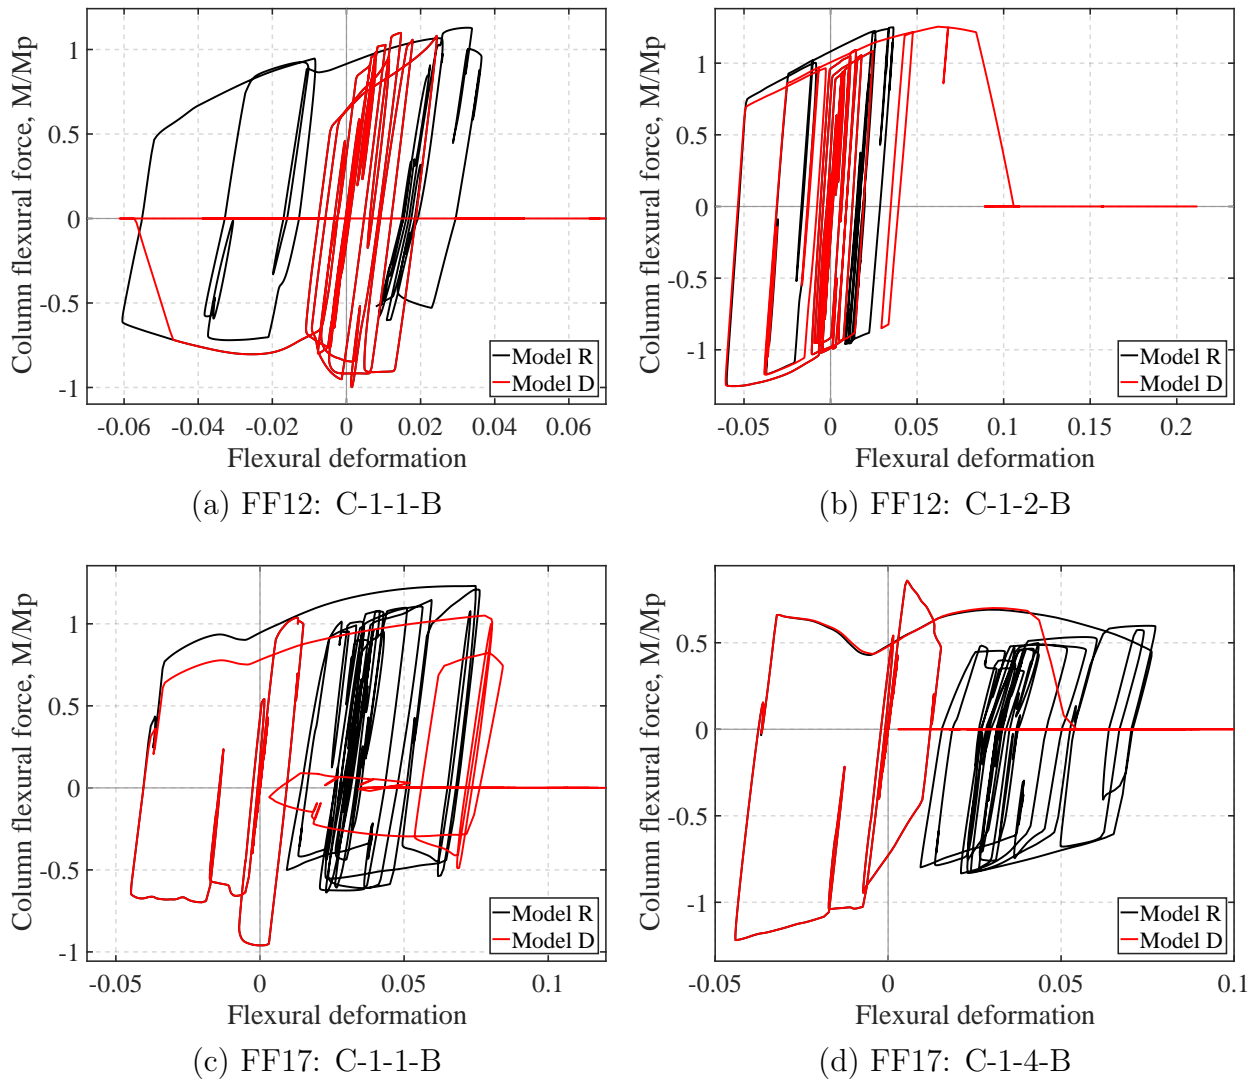 Column flexural force, M/Mp
1
0.5
0
-0.5
-1
-0.06 -0.04 -0.02 0 0.02 0.04 0.06
Flexural deformation
Model R
Model D
(a) FF12: C-1-1-B
Column flexural force, M/Mp
1
0.5
0
-0.5
-1
-0.05 0 0.05 0.1 0.15 0.2
Flexural deformation
Model R
Model D
(b) FF12: C-1-2-B
Column flexural force, M/Mp
1
0.5
0
-0.5
-1
-0.05 0 0.05 0.1
Flexural deformation
Model R
Model D
(c) FF17: C-1-1-B
Column flexural force, M/Mp
0.5
0
-0.5
-1
-0.05 0 0.05 0.1
Flexural deformation
Model R
Model D
(d) FF17: C-1-4-B